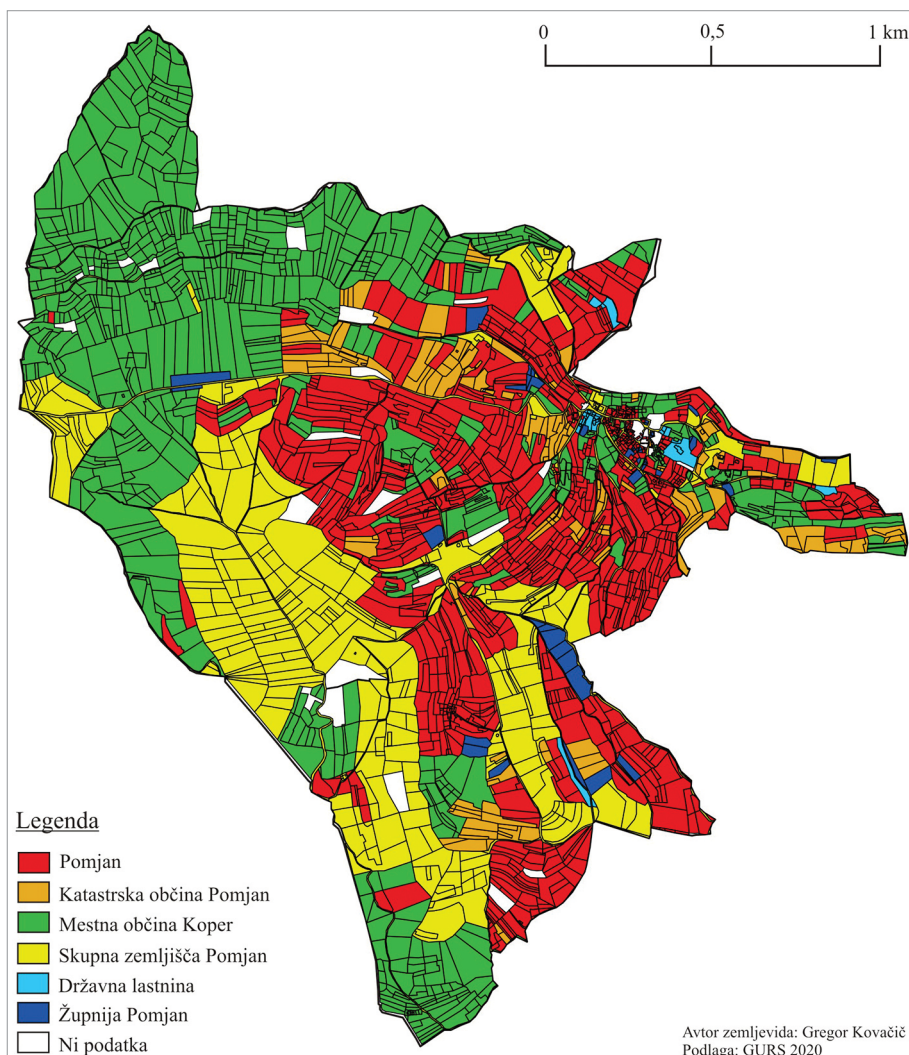 0 0,5 1 km
Legenda
Pomjan
Katastrska občina Pomjan
Mestna občina Koper
Skupna zemljišča Pomjan
Državna lastnina
Župnija Pomjan
Ni podatka
Avtor zemljevida: Gregor Kovačič
Podlaga: GURS 2020